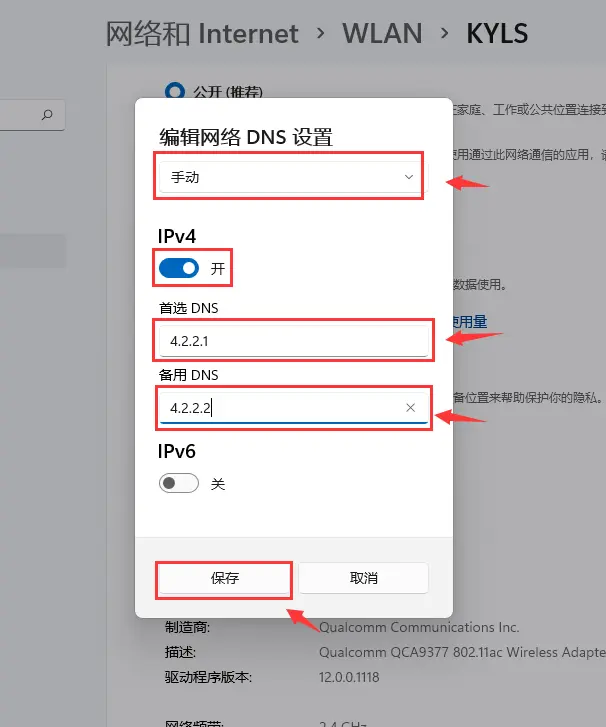 网络和 Internet > WLAN > KYLS
公开 (推荐)
家庭、工作或公共位置连接到
使用通过此网络通信的应用，
编辑网络 DNS 设置
手动
IPv4
开
数据使用。
首选 DNS
使用量
4.2.2.1
备用 DNS
备位置来帮助保护你的隐私。
4.2.2.2
IPv6
关
保存
取消
制造商:
Qualcomm Communications Inc.
描述:
Qualcomm QCA9377 802.11ac Wireless Adapte
驱动程序版本:
12.0.0.1118
网络频带:
2.4 GHz